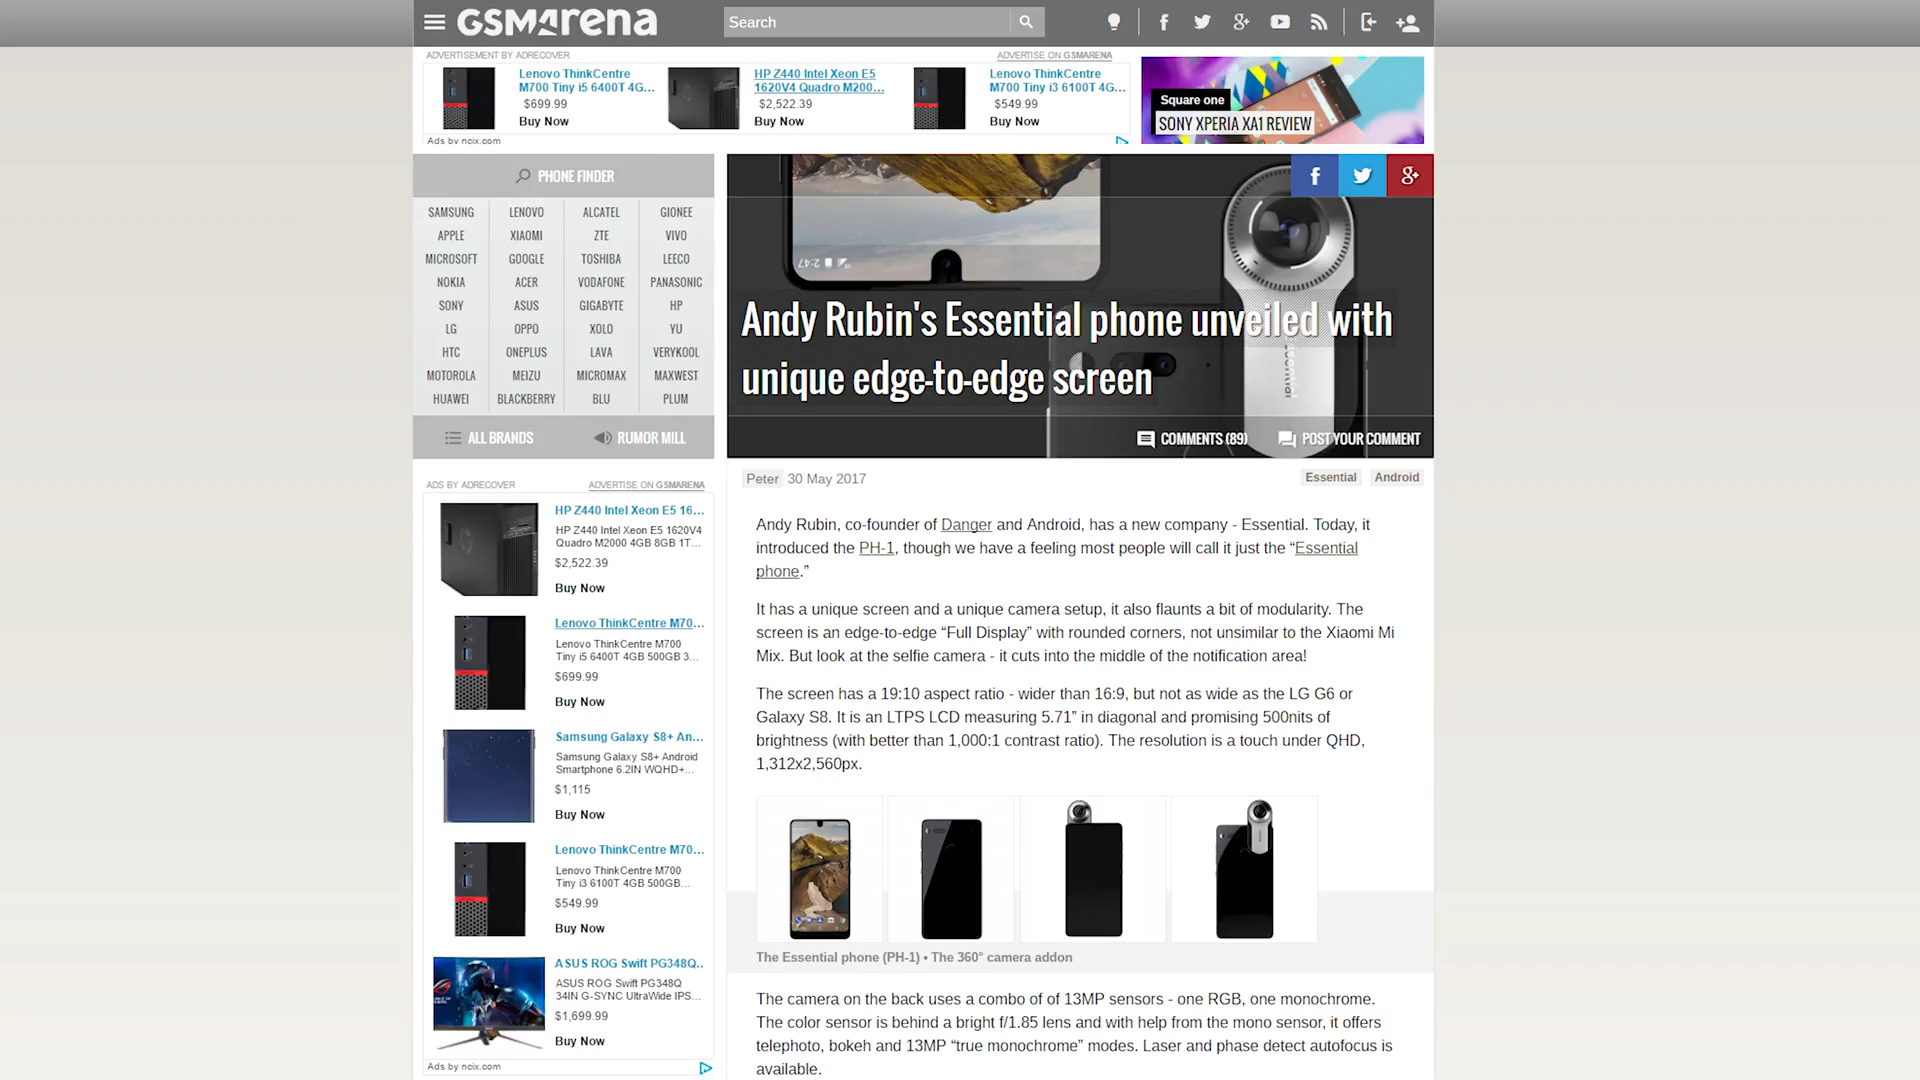 GSMArena
Search
ADVERTISEMENT BY ADRECOVER
ADVERTISE ON GSMARENA
Lenovo ThinkCentre
M700 Tiny i5 6400T 4G...
$699.99
Buy Now
HP Z440 Intel Xeon E5
1620V4 Quadro M200...
$2,522.39
Buy Now
Lenovo ThinkCentre
M700 Tiny i3 6100T 4G...
$549.99
Buy Now
Ads by ncix.com
Square one
SONY XPERIA XA1 REVIEW
PHONE FINDER
SAMSUNG LENOVO ALCATEL GIONEE
APPLE XIAOMI ZTE VIVO
MICROSOFT GOOGLE TOSHIBA LEECO
NOKIA ACER VODAFONE PANASONIC
SONY ASUS GIGABYTE HP
LG OPPO XOLO YU
HTC ONEPLUS LAVA VERYKOOL
MOTOROLA MEIZU MICROMAX MAXWEST
HUAWEI BLACKBERRY BLU PLUM
ALL BRANDS
RUMOR MILL
ADS BY ADRECOVER
ADVERTISE ON GSMARENA
HP Z440 Intel Xeon E5 16...
HP Z440 Intel Xeon E5 1620V4
Quadro M2000 4GB 8GB 1T...
$2,522.39
Buy Now
Lenovo ThinkCentre M70...
Lenovo ThinkCentre M700
Tiny i5 6400T 4GB 500GB 3...
$699.99
Buy Now
Samsung Galaxy S8+ An...
Samsung Galaxy S8+ Android
Smartphone 6.2IN WQHD+...
$1,115
Buy Now
Lenovo ThinkCentre M70...
Lenovo ThinkCentre M700
Tiny i3 6100T 4GB 500GB...
$549.99
Buy Now
ASUS ROG Swift PG348Q..
ASUS ROG Swift PG348Q
34IN G-SYNC UltraWide IPS...
$1,699.99
Buy Now
Ads by ncix.com
2:47
essential
Andy Rubin's Essential phone unveiled with
unique edge-to-edge screen
COMMENTS (89)
POST YOUR COMMENT
Peter 30 May 2017
Essential Android
Andy Rubin, co-founder of Danger and Android, has a new company - Essential. Today, it
introduced the PH-1, though we have a feeling most people will call it just the “Essential
phone.”
It has a unique screen and a unique camera setup, it also flaunts a bit of modularity. The
screen is an edge-to-edge “Full Display” with rounded corners, not unsimilar to the Xiaomi Mi
Mix. But look at the selfie camera - it cuts into the middle of the notification area!
The screen has a 19:10 aspect ratio - wider than 16:9, but not as wide as the LG G6 or
Galaxy S8. It is an LTPS LCD measuring 5.71” in diagonal and promising 500nits of
brightness (with better than 1,000:1 contrast ratio). The resolution is a touch under QHD,
1,312x2,560px.
The Essential phone (PH-1) • The 360° camera addon
The camera on the back uses a combo of of 13MP sensors - one RGB, one monochrome.
The color sensor is behind a bright f/1.85 lens and with help from the mono sensor, it offers
telephoto, bokeh and 13MP “true monochrome” modes. Laser and phase detect autofocus is
available.